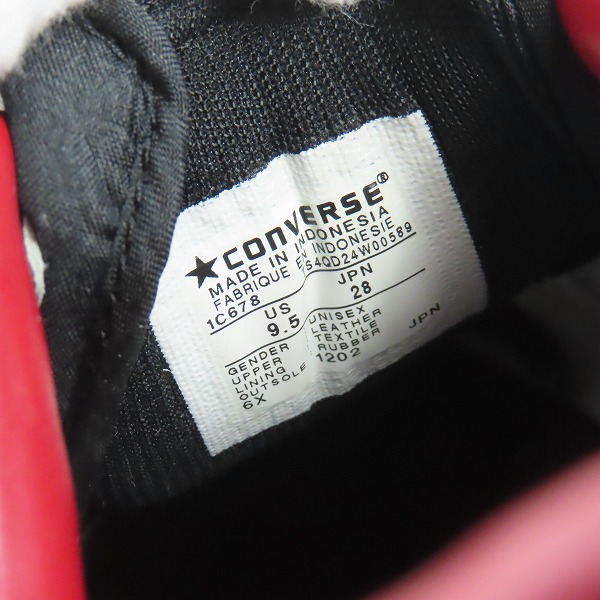 ★CONVERSE®
MADE IN INDONESIA
FABRIQUE EN INDONESIE
1C678 S4QD24W00589
US JPN
9.5 28
GENDER UNISEX
UPPER LEATHER
LINING TEXTILE
OUTSOLE RUBBER JPN
6X 1202